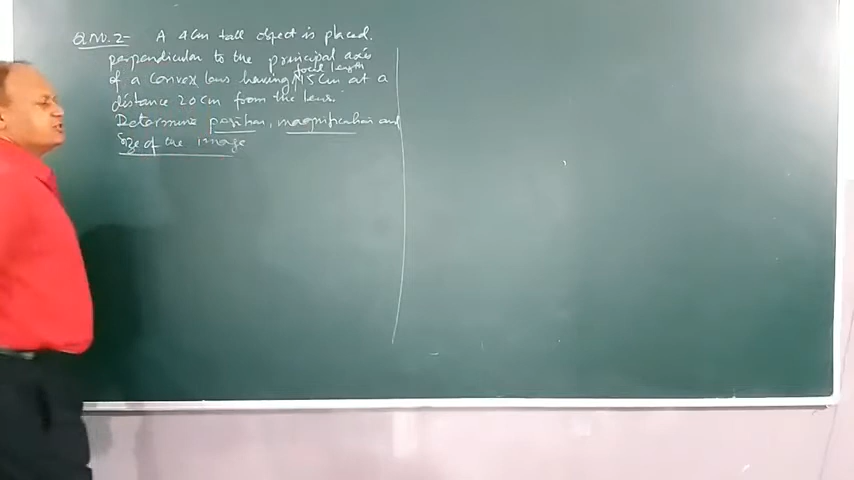 Q.NO.2- A 4cm tall object is placed.
perpendicular to the principal axis
of a convex lens having focal length 15cm at a
distance 20cm from the lens.
Determine position, magnification and
size of the image